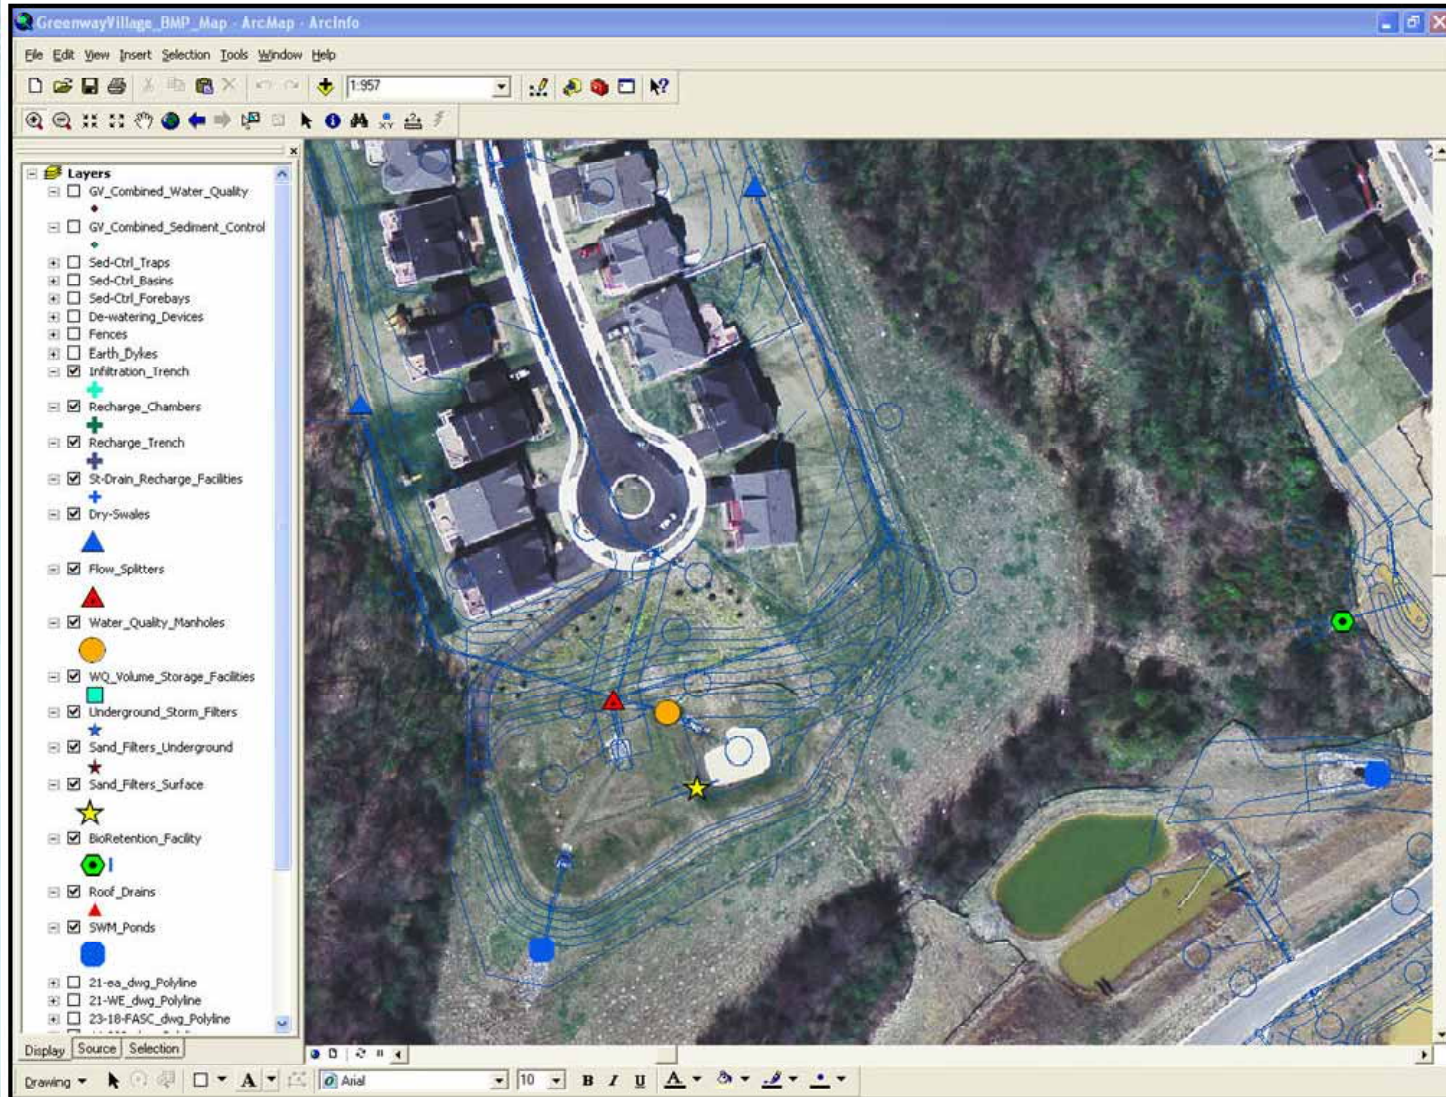 GreenwayVillage_BMP_Map - ArcMap - ArcInfo
File Edit View Insert Selection Tools Window Help
1:957
Layers
GV_Combined_Water_Quality
GV_Combined_Sediment_Control
Sed-Ctrl_Traps
Sed-Ctrl_Basins
Sed-Ctrl_Forebays
De-watering_Devices
Fences
Earth_Dykes
Infiltration_Trench
Recharge_Chambers
Recharge_Trench
St-Drain_Recharge_Facilities
Dry-Swales
Flow_Splitters
Water_Quality_Manholes
WQ_Volume_Storage_Facilities
Underground_Storm_Filters
Sand_Filters_Underground
Sand_Filters_Surface
BioRetention_Facility
Roof_Drains
SWM_Ponds
21-ea_dwg_Polyline
21-WE_dwg_Polyline
23-18-FASC_dwg_Polyline
Display Source Selection
Drawing A Arial 10 B I U A